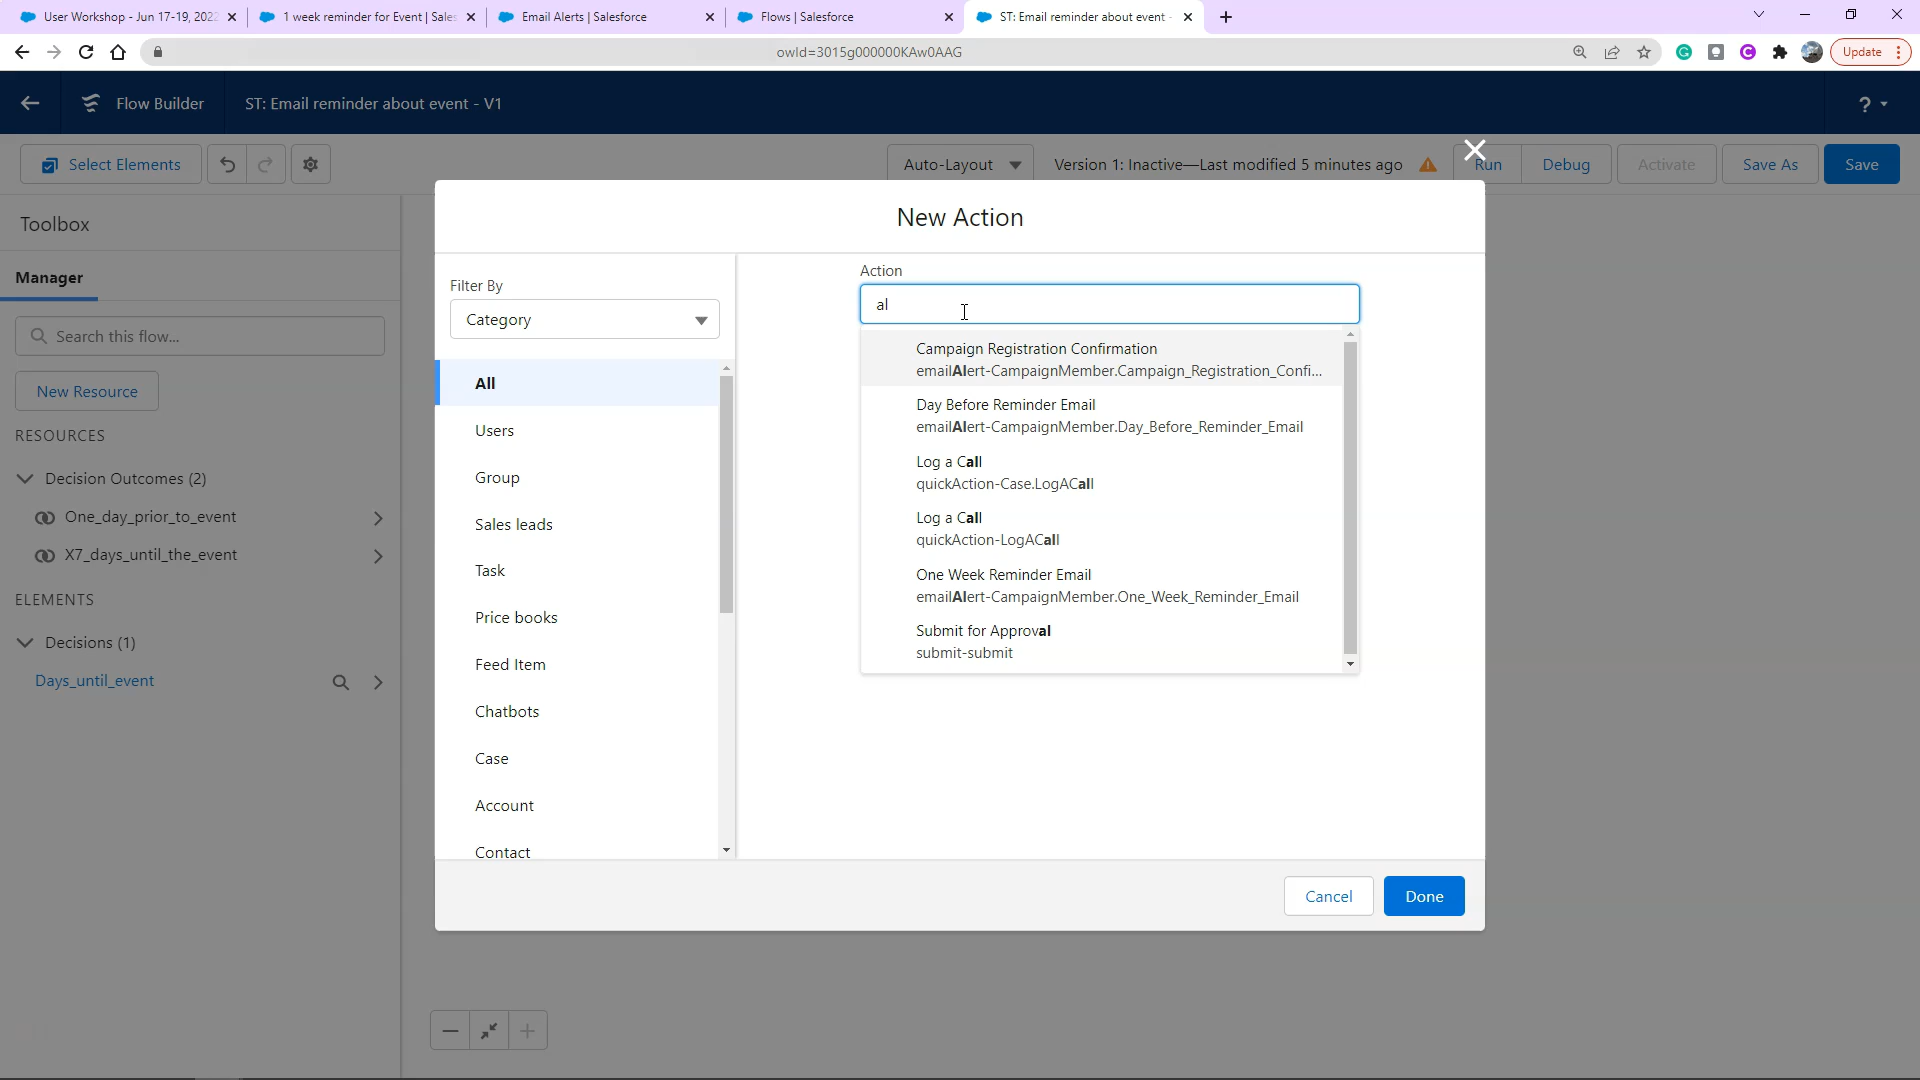 User Workshop - Jun 17-19, 2022
1 week reminder for Event | Sales
Email Alerts | Salesforce
Flows | Salesforce
ST: Email reminder about event -
owId=3015g000000KAw0AAG
Update
Flow Builder
ST: Email reminder about event - V1
?
Select Elements
Auto-Layout
Version 1: Inactive—Last modified 5 minutes ago
Run
Debug
Activate
Save As
Save
Toolbox
Manager
Search this flow...
New Resource
RESOURCES
Decision Outcomes (2)
One_day_prior_to_event
X7_days_until_the_event
ELEMENTS
Decisions (1)
Days_until_event
New Action
Filter By
Category
All
Users
Group
Sales leads
Task
Price books
Feed Item
Chatbots
Case
Account
Contact
Action
al
Campaign Registration Confirmation
emailAlert-CampaignMember.Campaign_Registration_Confi...
Day Before Reminder Email
emailAlert-CampaignMember.Day_Before_Reminder_Email
Log a Call
quickAction-Case.LogACall
Log a Call
quickAction-LogACall
One Week Reminder Email
emailAlert-CampaignMember.One_Week_Reminder_Email
Submit for Approval
submit-submit
Cancel
Done